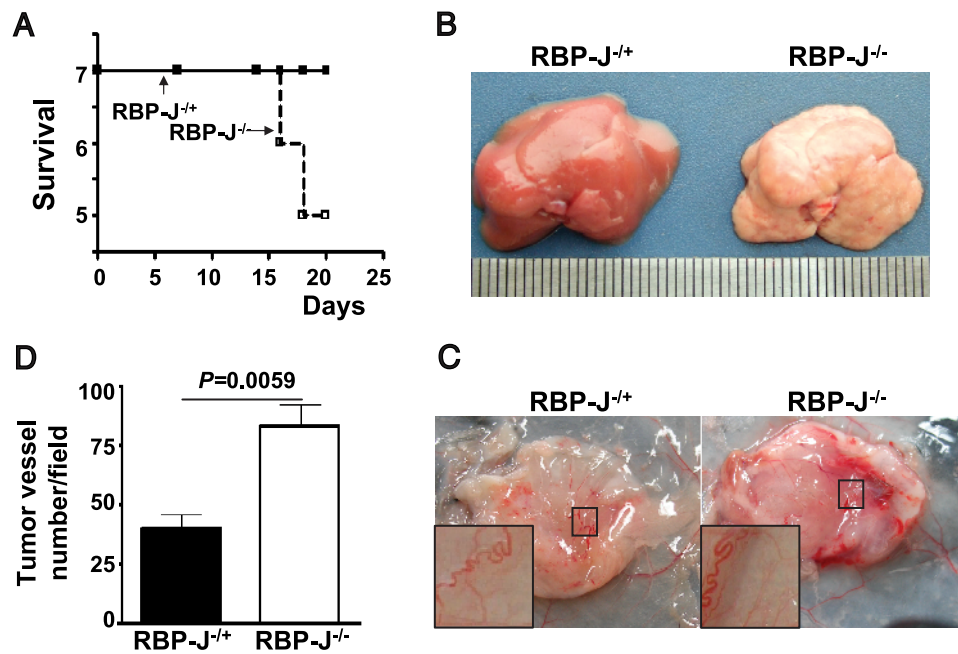 A
Survival
7
6
5
RBP-J-/+
RBP-J-/-
0 5 10 15 20 25
Days
B
RBP-J-/+ RBP-J-/-
D
Tumor vessel
number/field
100
75
50
25
0
P=0.0059
RBP-J-/+ RBP-J-/-
C
RBP-J-/+ RBP-J-/-